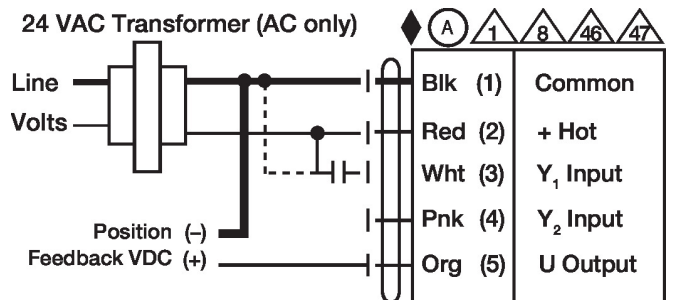 24 VAC Transformer (AC only)
A 1 8 46 47
Line
Volts
Blk (1) Common
Red (2) + Hot
Wht (3) Y1 Input
Pnk (4) Y2 Input
Org (5) U Output
Position (–)
Feedback VDC (+)